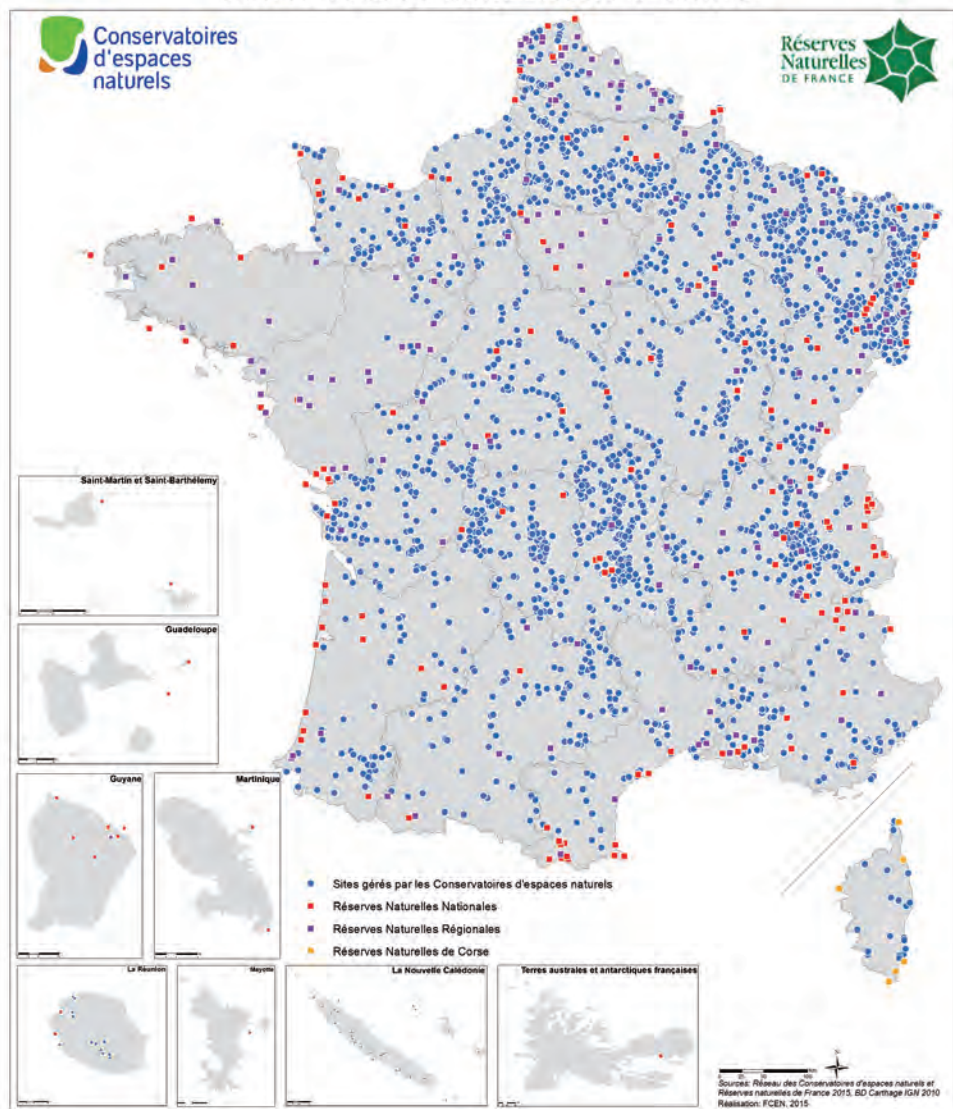 Conservatoires
d'espaces
naturels
Réserves
Naturelles
DE FRANCE
Saint-Martin et Saint-Barthélemy
Guadeloupe
Guyane
Martinique
Sites gérés par les Conservatoires d'espaces naturels
Réserves Naturelles Nationales
Réserves Naturelles Régionales
Réserves Naturelles de Corse
La Réunion
Mayotte
La Nouvelle Calédonie
Terres australes et antarctiques françaises
Sources: Réseau des Conservatoires d'espaces naturels et
Réserves naturelles de France 2015, BD Carthage IGN 2010
Réalisation: FCEN, 2015